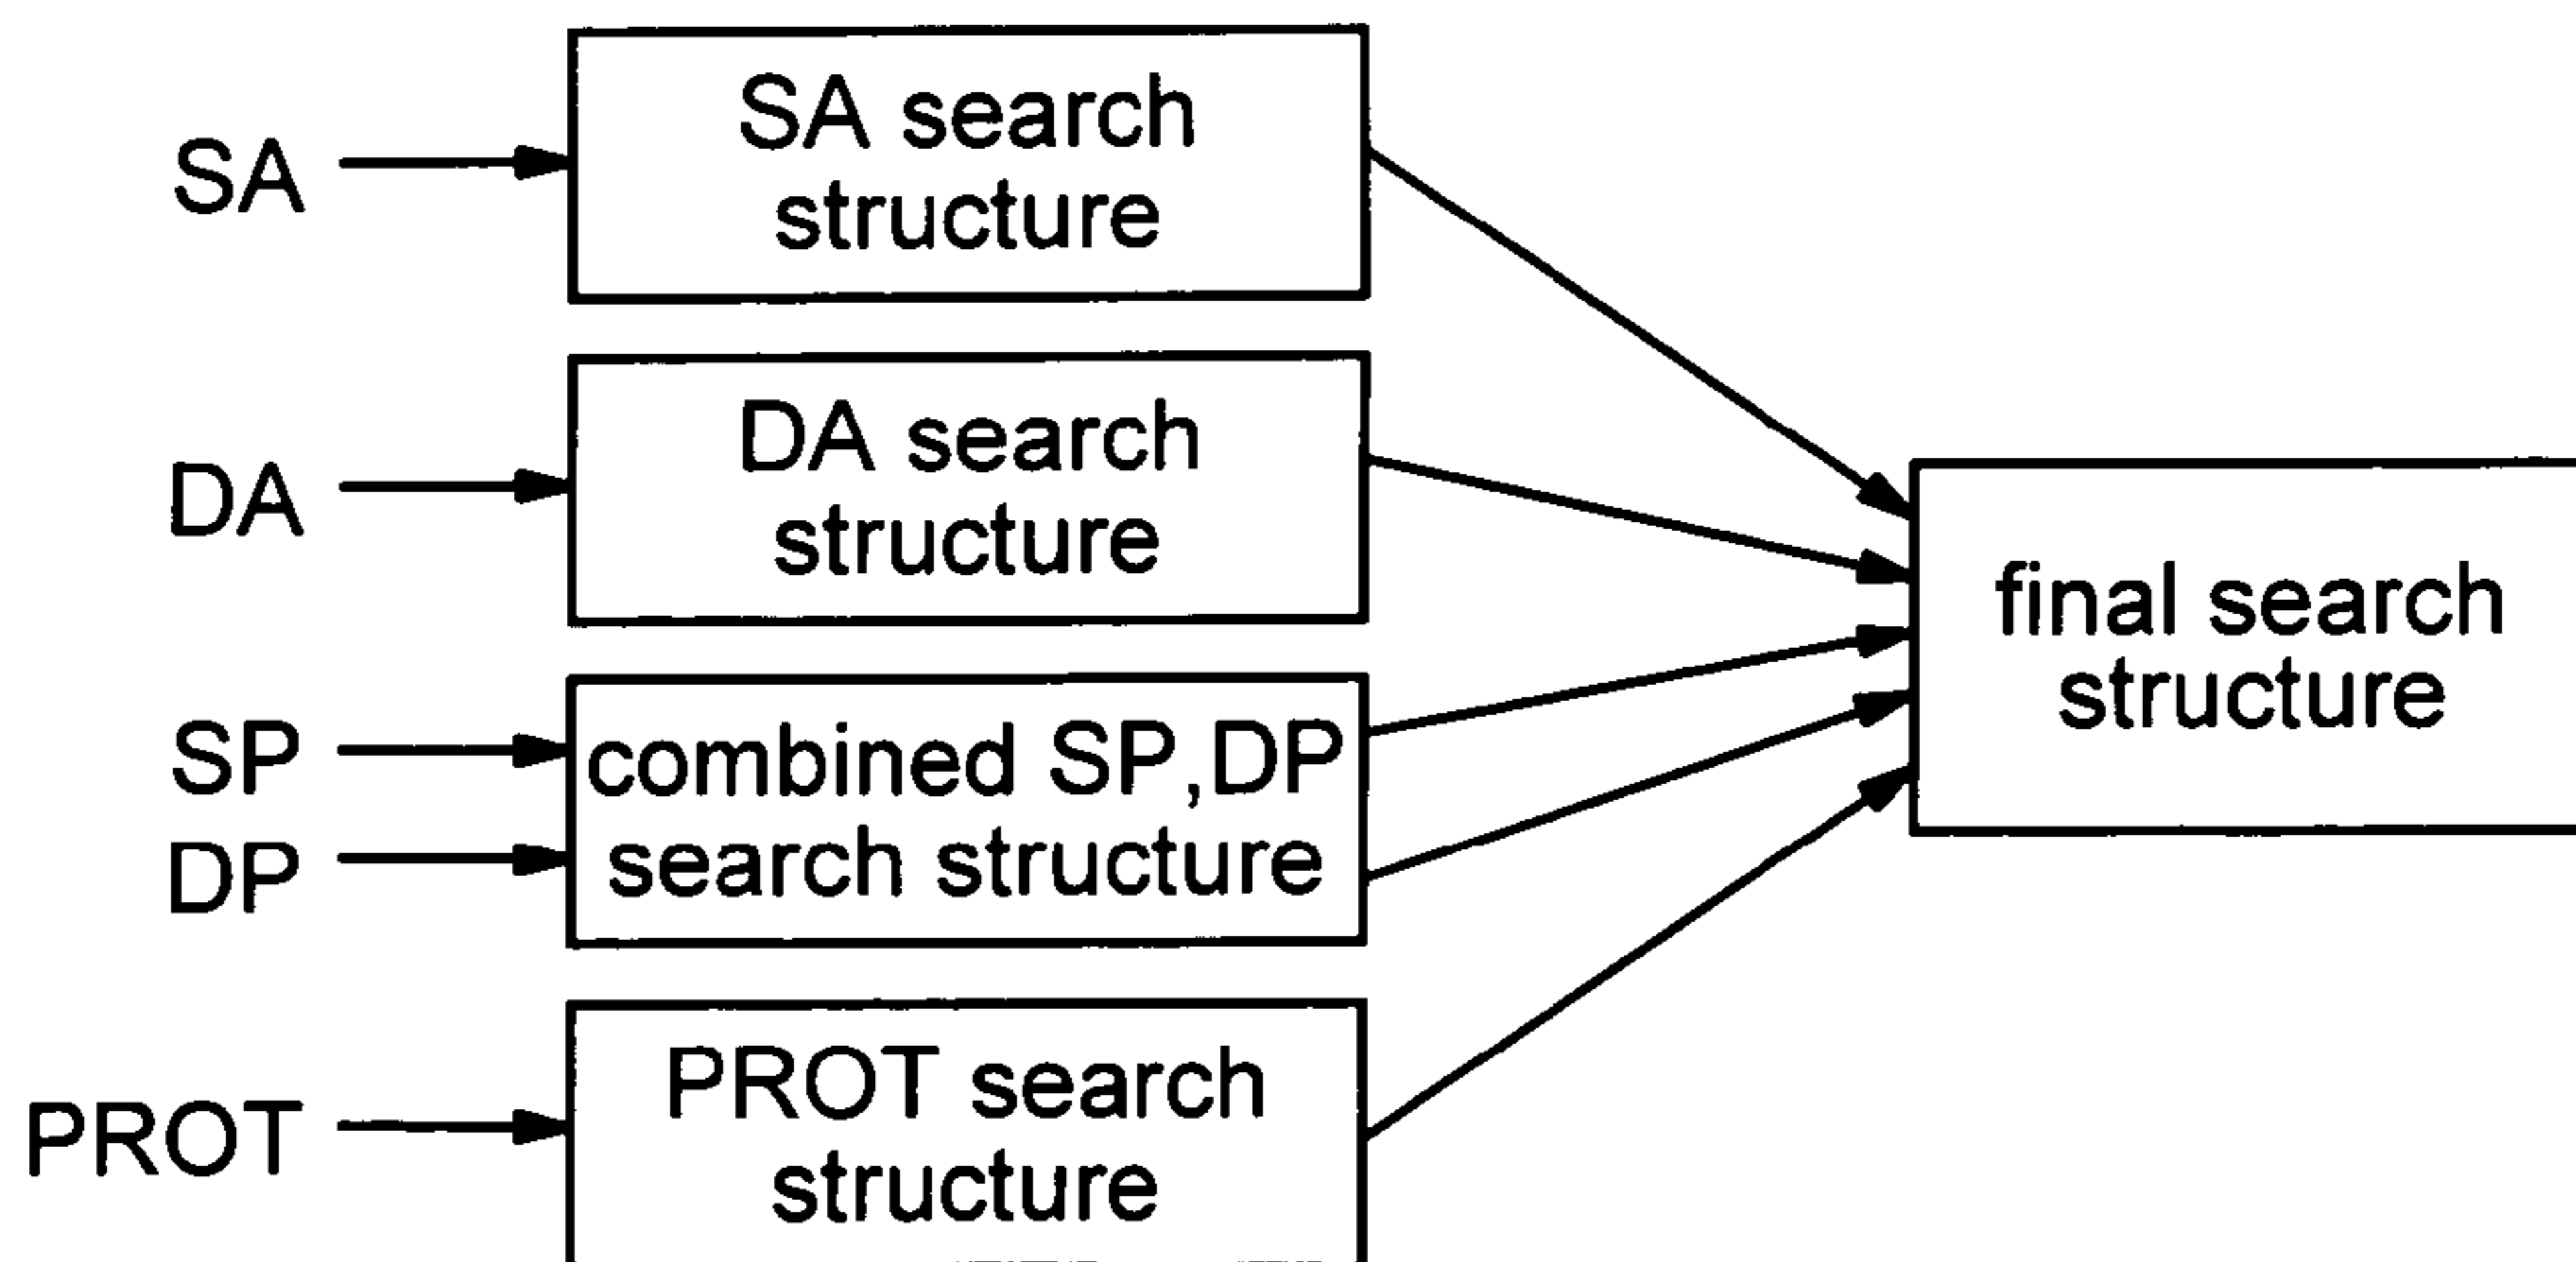 SA
SA search
structure
DA
DA search
structure
SP
DP
combined SP,DP
search structure
PROT
PROT search
structure
final search
structure